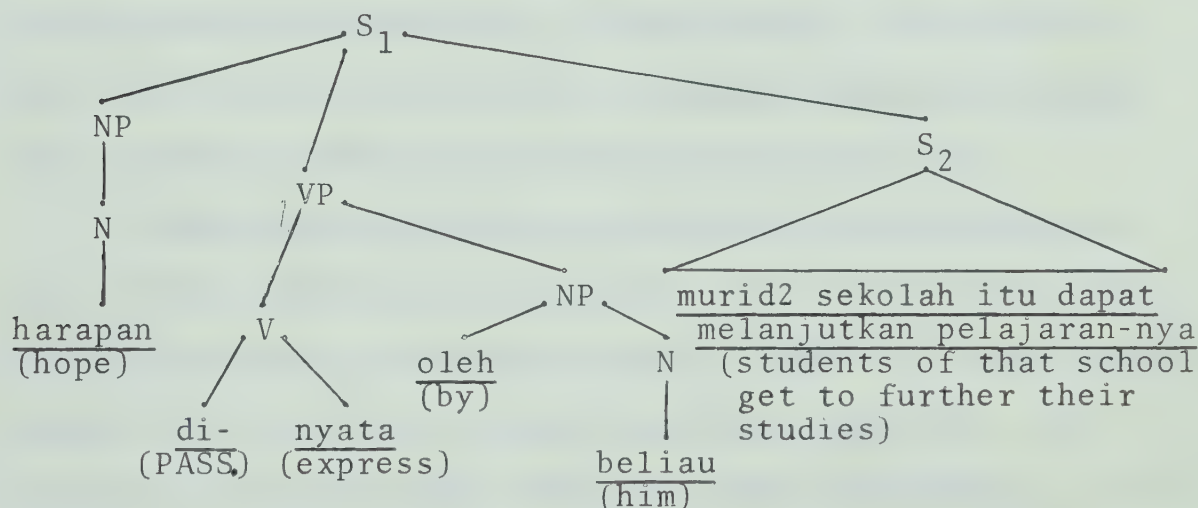 S1
NP
S2
VP
N
NP
murid2 sekolah itu dapat
harapan
V
oleh
N
melanjutkan pelajaran-nya
(hope)
(by)
(students of that school
get to further their
studies)
di-
nyata
(PASS.
(express)
beliau
(him)